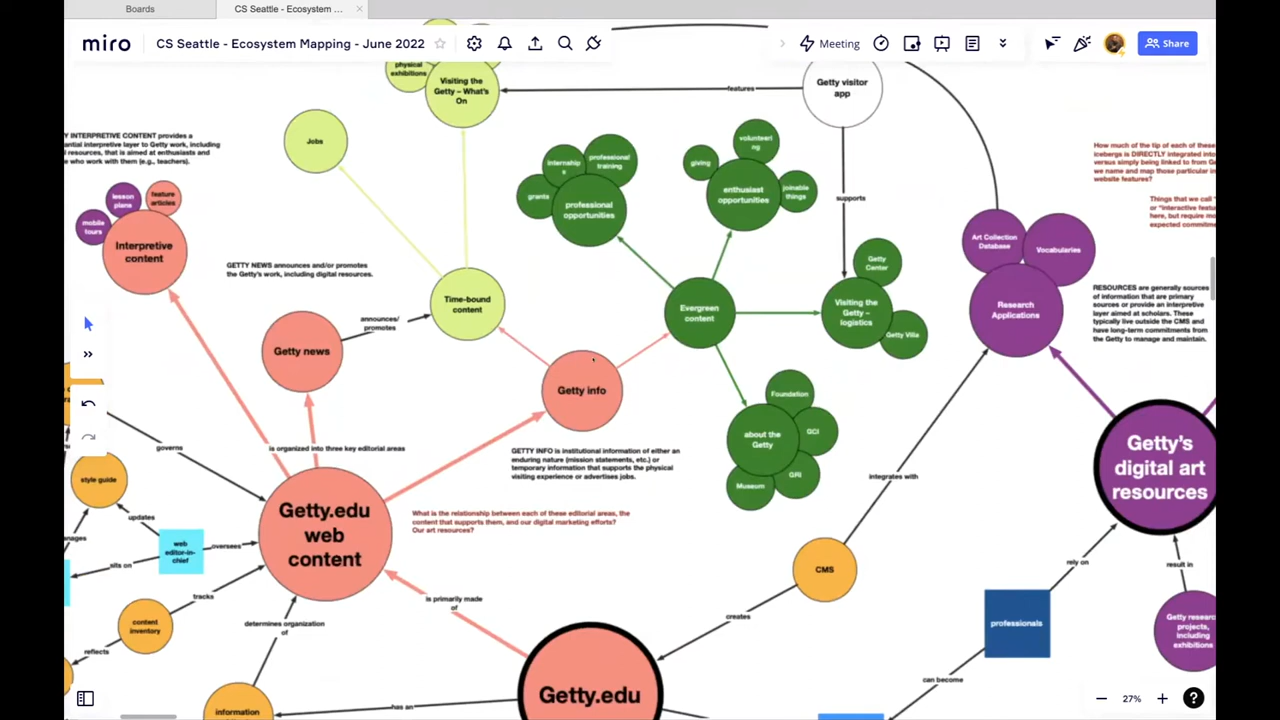 Boards
CS Seattle - Ecosystem ...
miro
CS Seattle - Ecosystem Mapping - June 2022
Meeting
Share
physical
exhibitions
Visiting the
Getty – What's
On
features
Getty visitor
app
Y INTERPRETIVE CONTENT provides a
antial interpretive layer to Getty work, including
l resources, that is aimed at enthusiasts and
e who work with them (e.g., teachers).
Jobs
internship
s
professional
training
grants
professional
opportunities
volunteeri
ng
giving
enthusiast
opportunities
joinable
things
supports
How much of the tip of each of these
icebergs is DIRECTLY integrated into
versus simply being linked to from Ge
we name and map those particular in
website features?
Things that we call "
or "interactive featu
here, but require mo
expected commitme
lesson
plans
feature
articles
mobile
tours
Interpretive
content
GETTY NEWS announces and/or promotes
the Getty's work, including digital resources.
Time-bound
content
announces/
promotes
Getty news
Evergreen
content
Getty
Center
Visiting the
Getty –
logistics
Getty Villa
Art Collection
Database
Vocabularies
Research
Applications
RESOURCES are generally sources
of information that are primary
sources or provide an interpretive
layer aimed at scholars. These
typically live outside the CMS and
have long-term commitments from
the Getty to manage and maintain.
Getty info
Foundation
about the
Getty
GCI
GRI
Museum
governs
is organized into three key editorial areas
GETTY INFO is institutional information of either an
enduring nature (mission statements, etc.) or
temporary information that supports the physical
visiting experience or advertises jobs.
Getty's
digital art
resources
integrates with
style guide
updates
Getty.edu
web
content
What is the relationship between each of these editorial areas, the
content that supports them, and our digital marketing efforts?
Our art resources?
nages
web
editor-in-
chief
oversees
sits on
CMS
rely on
result in
tracks
is primarily made
of
creates
content
inventory
determines organization
of
professionals
Getty resear
projects,
including
exhibitions
reflects
Getty.edu
can become
information
has an
27%